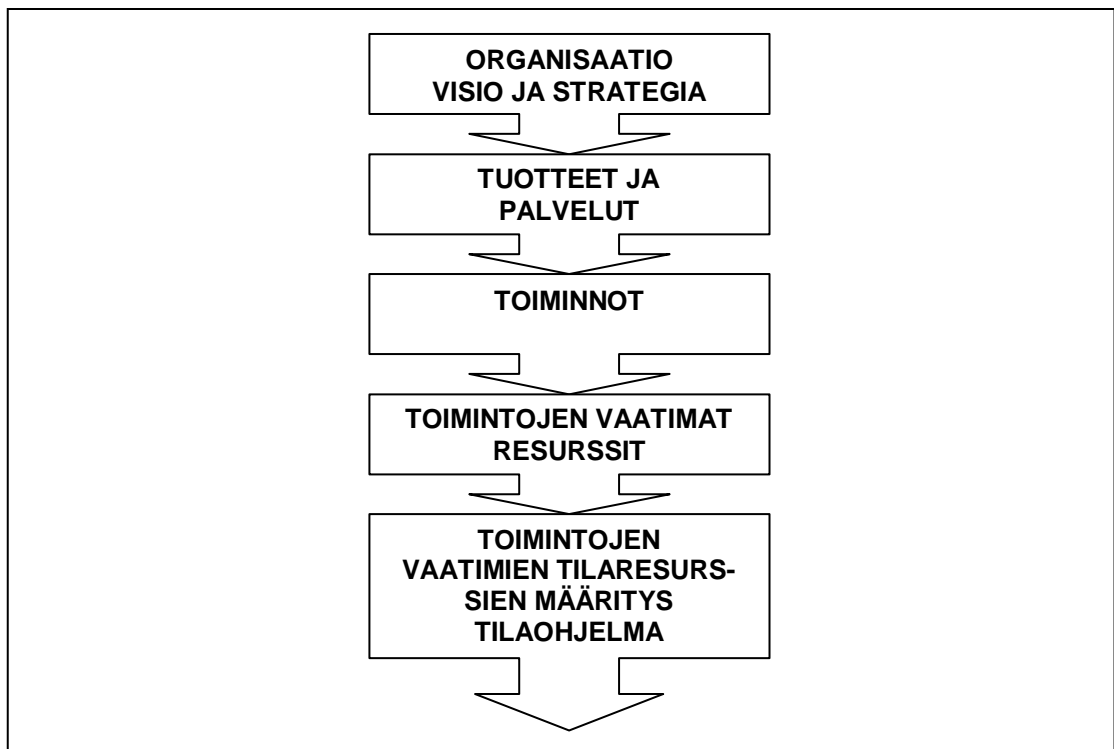 ORGANISAATIO
VISIO JA STRATEGIA
TUOTTEET JA
PALVELUT
TOIMINNOT
TOIMINTOJEN VAATIMAT
RESURSSIT
TOIMINTOJEN
VAATIMIEN TILARESURS-
SIEN MÄÄRITYS
TILAOHJELMA